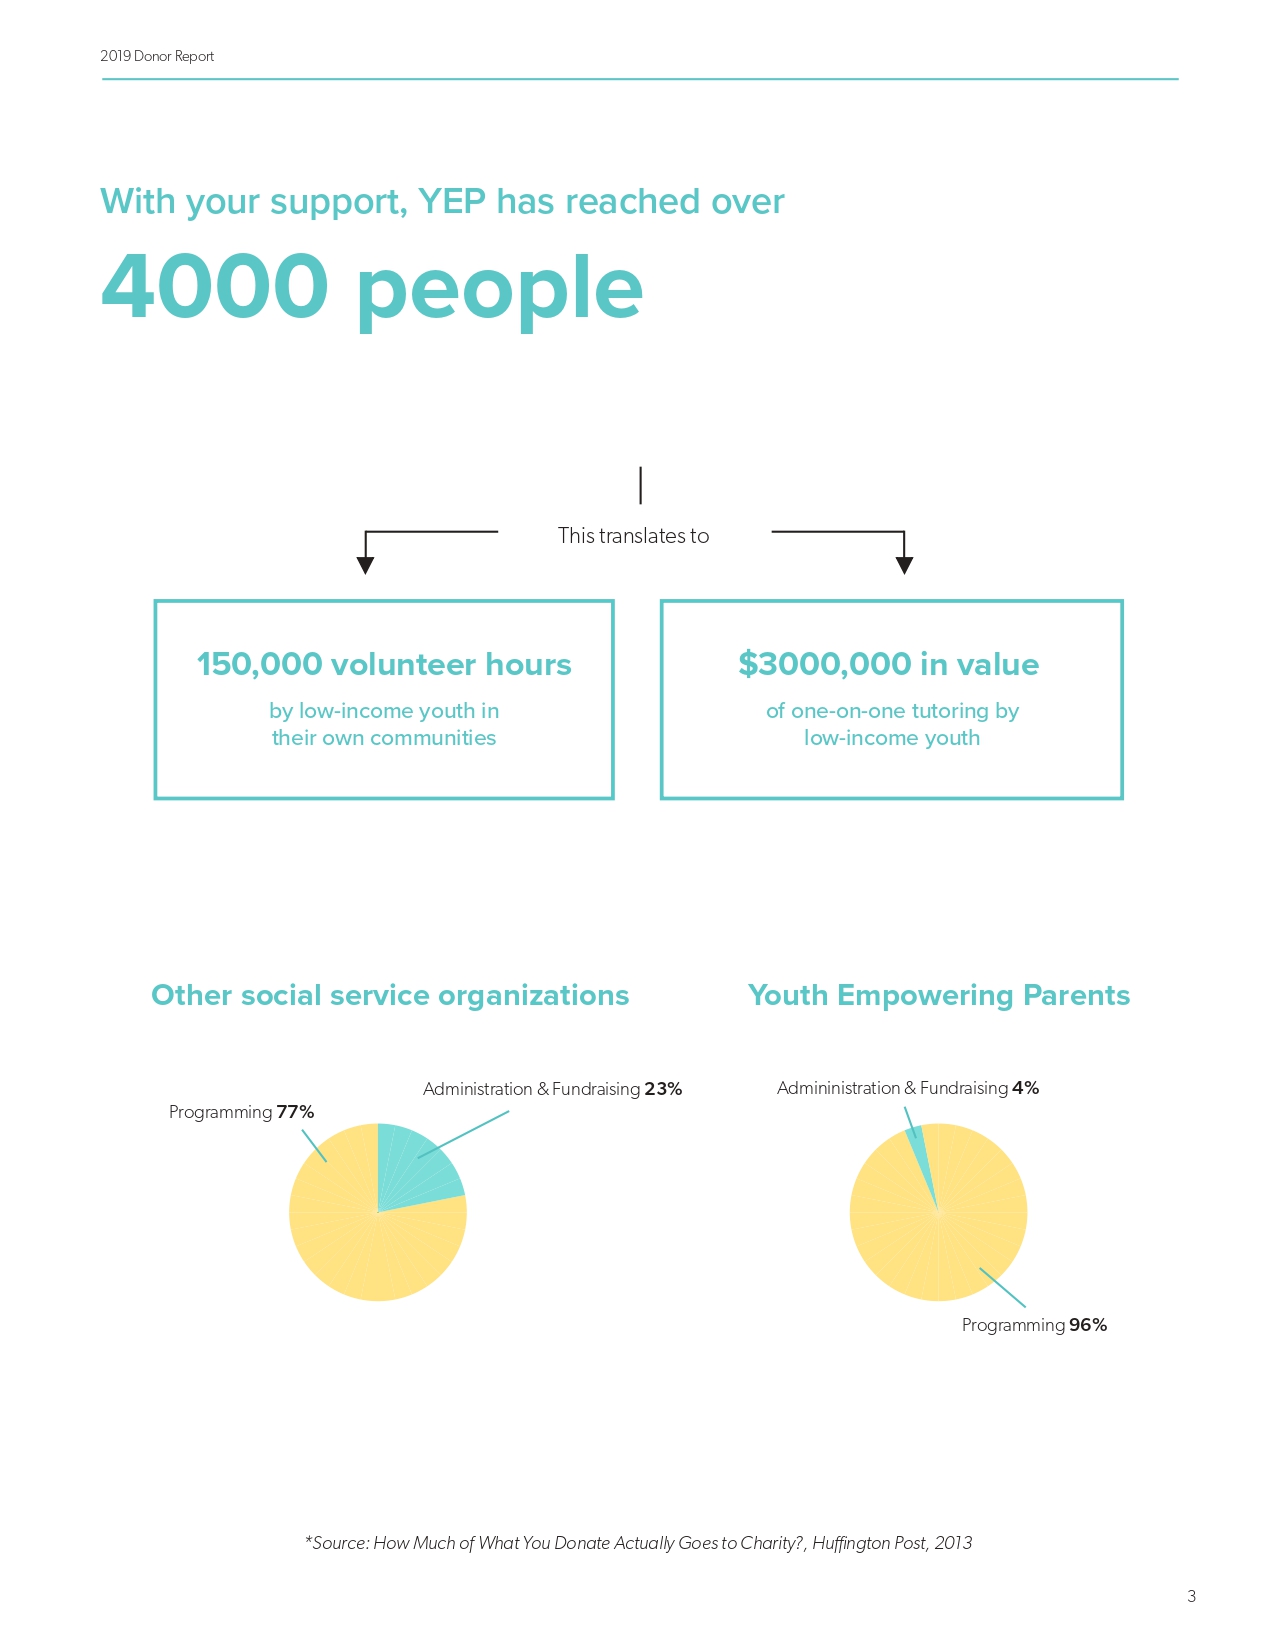 2019 Donor Report
With your support, YEP has reached over
4000 people
This translates to
150,000 volunteer hours
by low-income youth in
their own communities
$3000,000 in value
of one-on-one tutoring by
low-income youth
Other social service organizations
Programming 77%
Administration & Fundraising 23%
Youth Empowering Parents
Admininistration & Fundraising 4%
Programming 96%
*Source: How Much of What You Donate Actually Goes to Charity?, Huffington Post, 2013
3